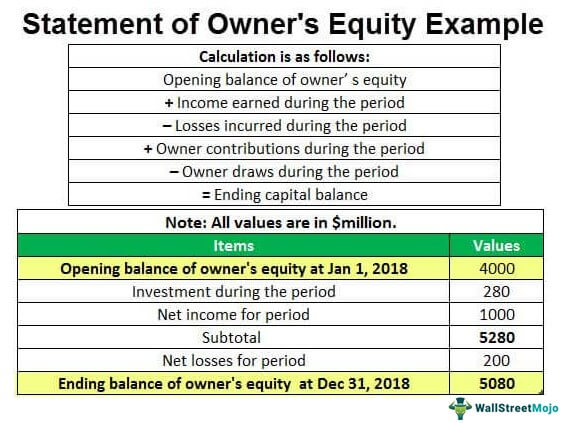 Statement of Owner's Equity Example
Calculation is as follows:
Opening balance of owner’ s equity
+ Income earned during the period
– Losses incurred during the period
+ Owner contributions during the period
– Owner draws during the period
= Ending capital balance
Note: All values are in $million.
Items Values
Opening balance of owner's equity at Jan 1, 2018 4000
Investment during the period 280
Net income for period 1000
Subtotal 5280
Net losses for period 200
Ending balance of owner's equity at Dec 31, 2018 5080
WallStreetMojo